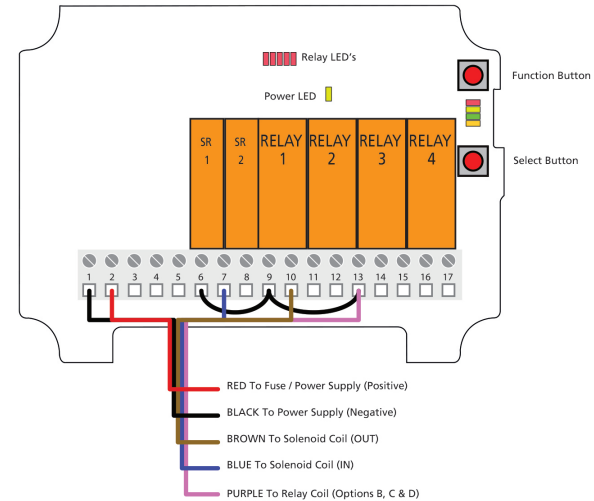 Relay LED's
Function Button
Power LED
SR 1
SR 2
RELAY 1
RELAY 2
RELAY 3
RELAY 4
Select Button
1 2 3 4 5 6 7 8 9 10 11 12 13 14 15 16 17
RED To Fuse / Power Supply (Positive)
BLACK To Power Supply (Negative)
BROWN To Solenoid Coil (OUT)
BLUE To Solenoid Coil (IN)
PURPLE To Relay Coil (Options B, C & D)